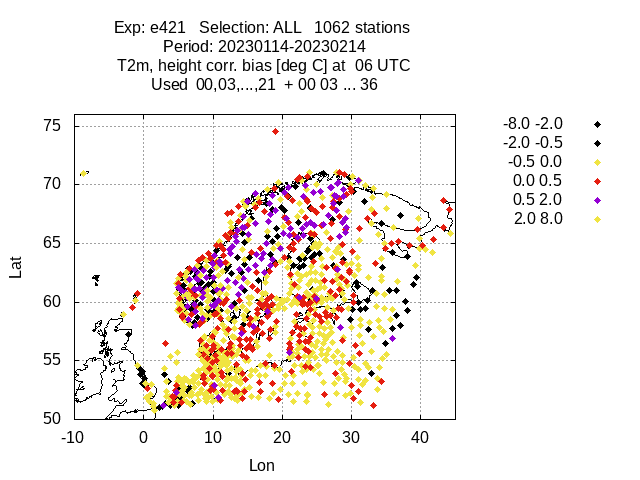 Exp: e421 Selection: ALL 1062 stations
Period: 20230114-20230214
T2m, height corr. bias [deg C] at 06 UTC
Used 00,03,...,21 + 00 03 ... 36
-8.0 -2.0
-2.0 -0.5
-0.5 0.0
0.0 0.5
0.5 2.0
2.0 8.0
75
70
65
60
55
50
Lat
-10 0 10 20 30 40
Lon